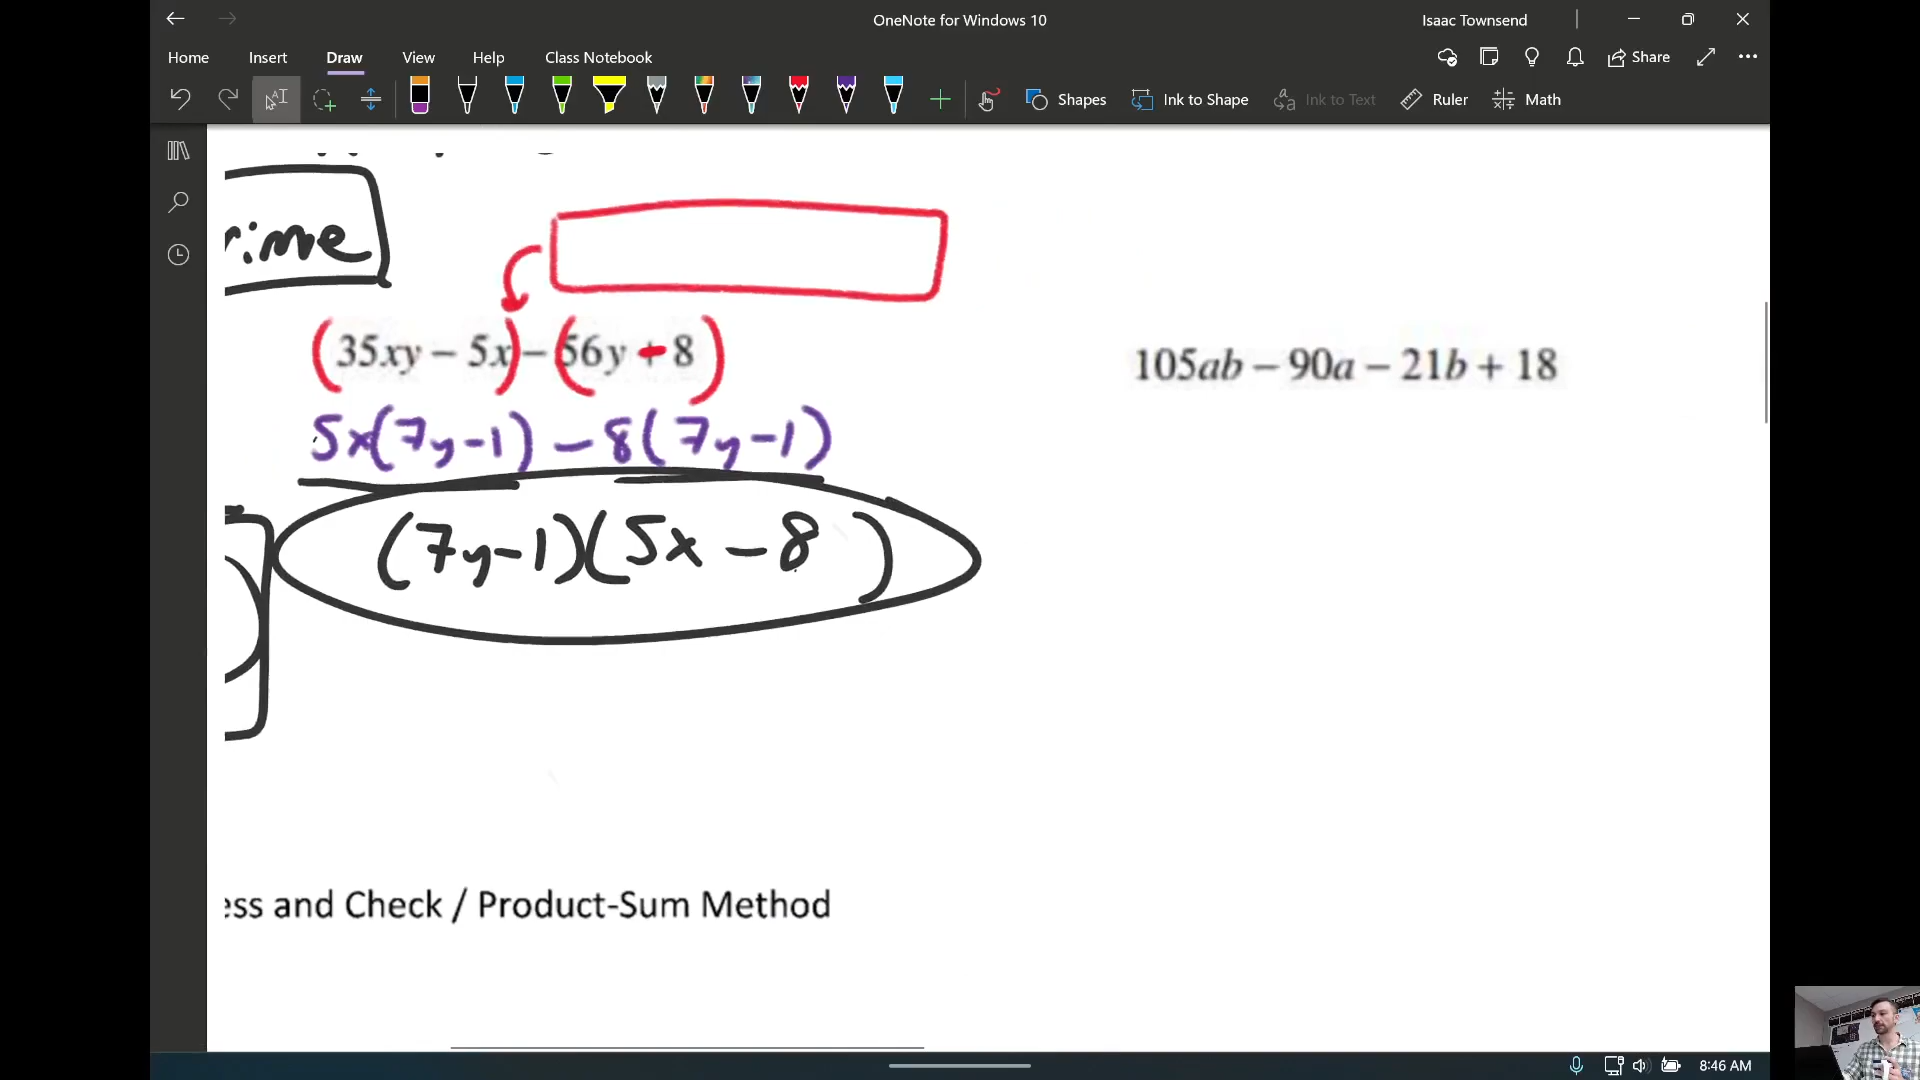 OneNote for Windows 10
Isaac Townsend
Home Insert Draw View Help Class Notebook
Share
Shapes Ink to Shape Ink to Text Ruler Math
rime
(35xy − 5x) − (56y − 8)
105ab − 90a − 21b + 18
5x(7y-1) - 8(7y-1)
(7y-1)(5x - 8 )
ess and Check / Product-Sum Method
8:46 AM